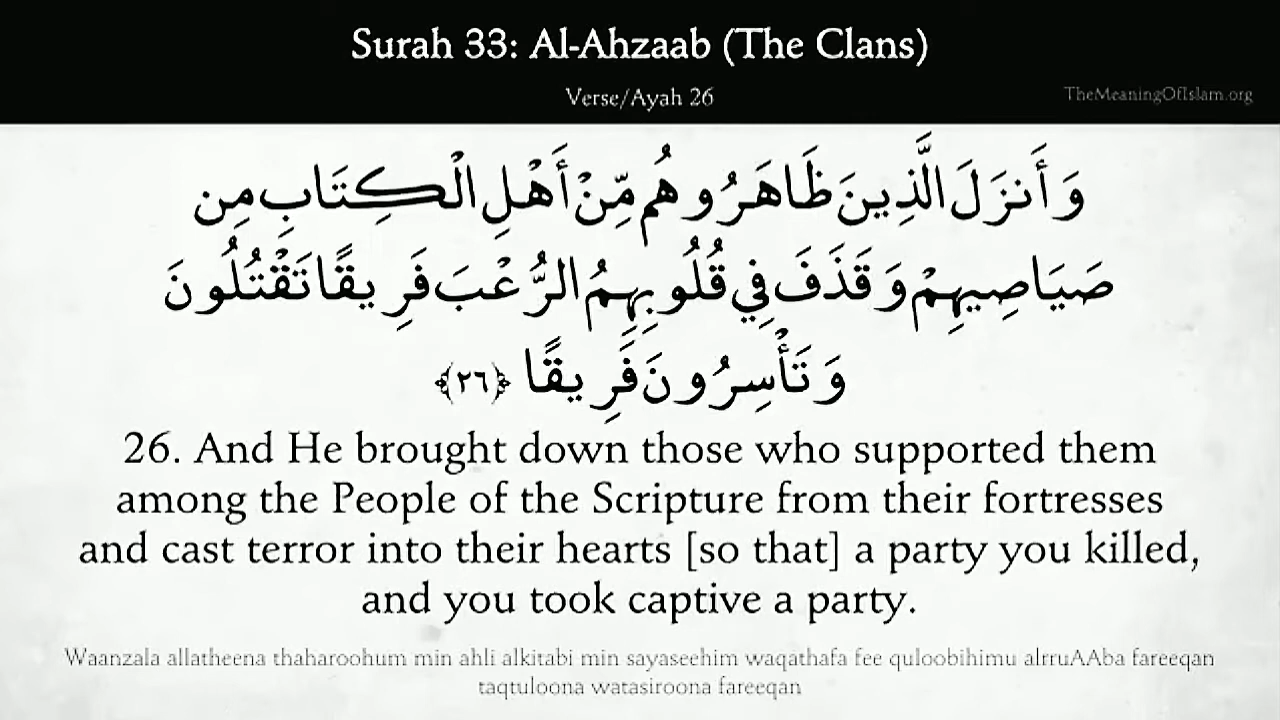 Surah 33: Al-Ahzaab (The Clans)
Verse/Ayah 26
TheMeaningOfIslam.org
وَأَنزَلَ الَّذِينَ ظَاهَرُوهُم مِّنْ أَهْلِ الْكِتَابِ مِن
صَيَاصِيهِمْ وَقَذَفَ فِي قُلُوبِهِمُ الرُّعْبَ فَرِيقًا تَقْتُلُونَ
وَتَأْسِرُونَ فَرِيقًا ﴿٢٦﴾
26. And He brought down those who supported them
among the People of the Scripture from their fortresses
and cast terror into their hearts [so that] a party you killed,
and you took captive a party.
Waanzala allatheena thaharoohum min ahli alkitabi min sayaseehim waqathafa fee quloobihimu alrruAAba fareeqan
taqtuloona watasiroona fareeqan